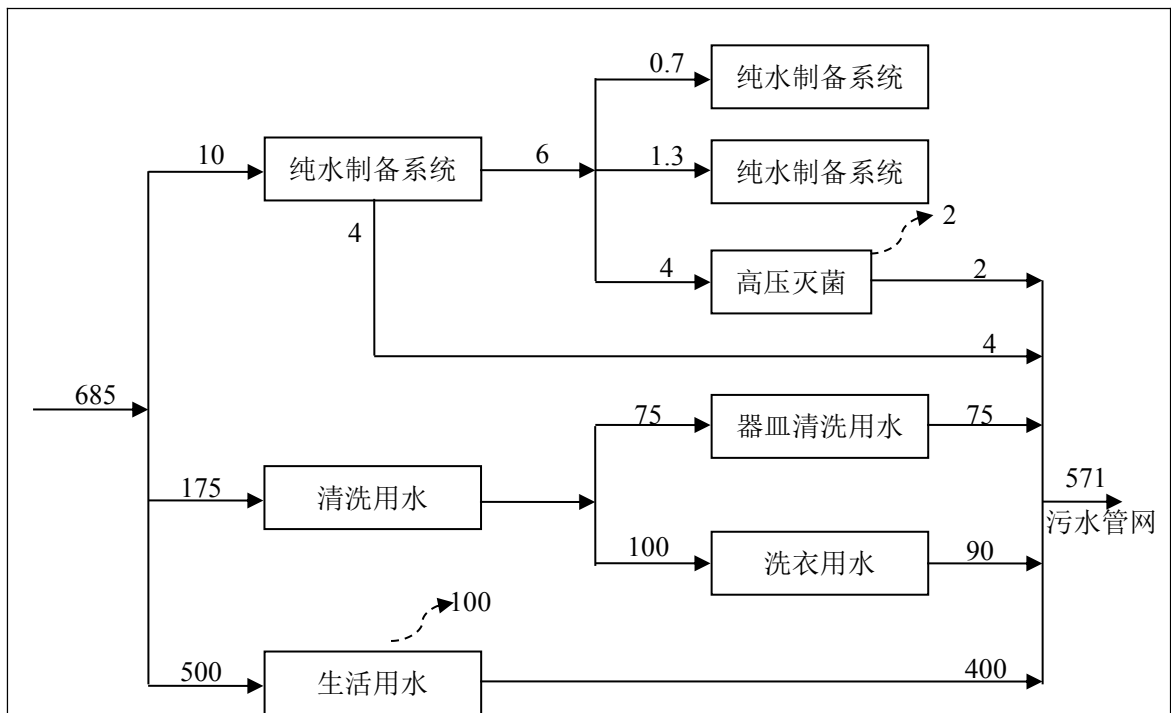 0.7
纯水制备系统
10
纯水制备系统
6
1.3
纯水制备系统
4
2
4
高压灭菌
2
4
685
75
器皿清洗用水
75
175
清洗用水
571
污水管网
100
洗衣用水
90
100
500
生活用水
400